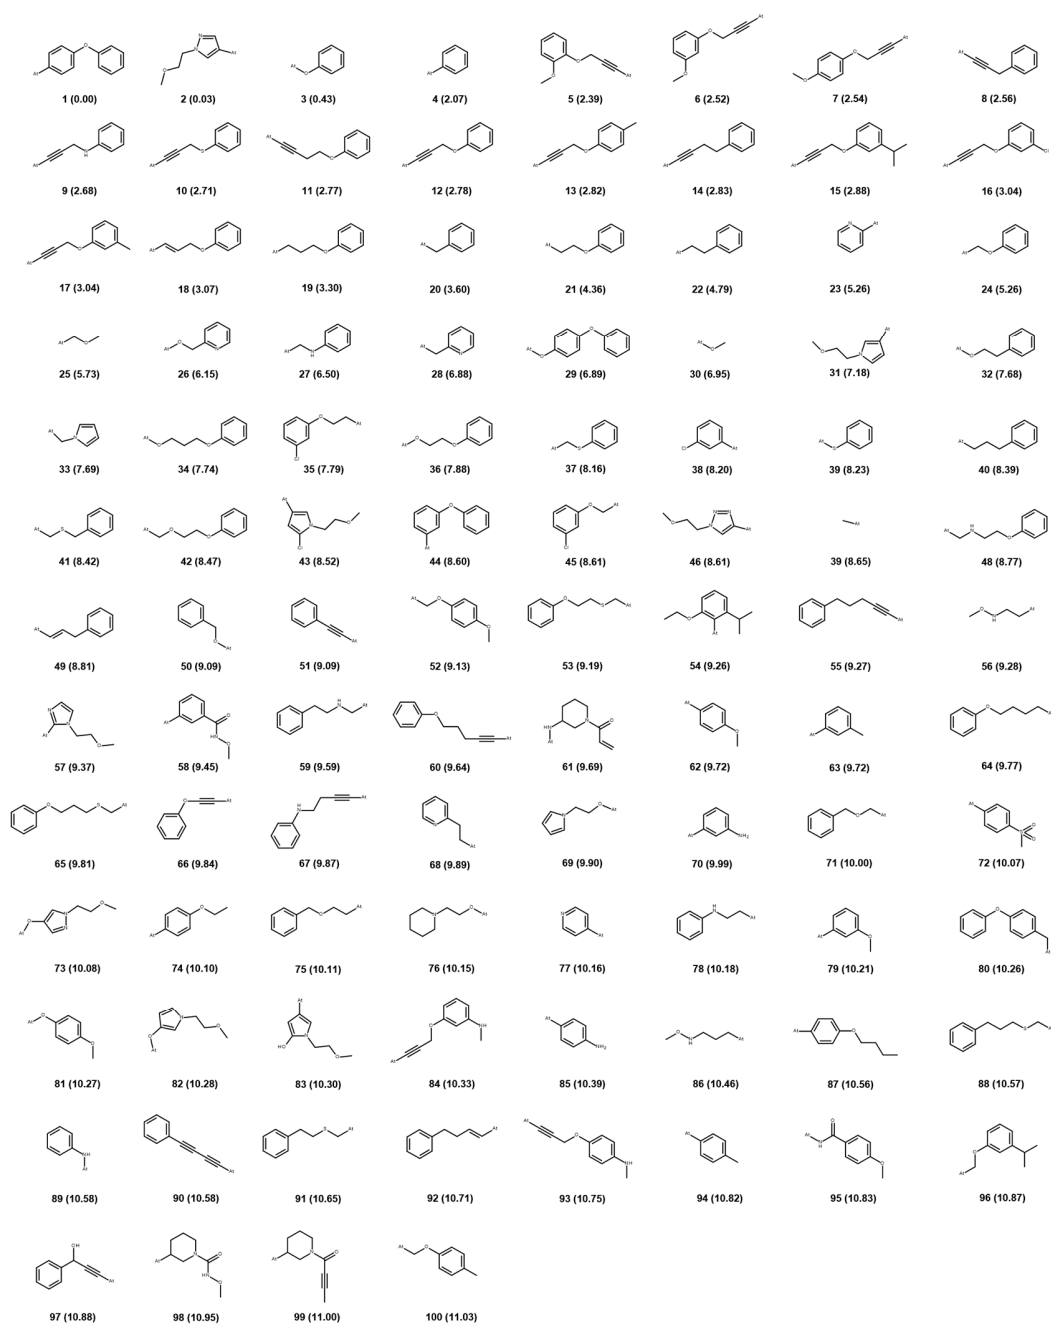 1 (0.00) 2 (0.03) 3 (0.43) 4 (2.07) 5 (2.39) 6 (2.52) 7 (2.54) 8 (2.56)
9 (2.68) 10 (2.71) 11 (2.77) 12 (2.78) 13 (2.82) 14 (2.83) 15 (2.88) 16 (3.04)
17 (3.04) 18 (3.07) 19 (3.30) 20 (3.60) 21 (4.36) 22 (4.79) 23 (5.26) 24 (5.26)
25 (5.73) 26 (6.15) 27 (6.50) 28 (6.88) 29 (6.89) 30 (6.95) 31 (7.18) 32 (7.68)
33 (7.69) 34 (7.74) 35 (7.79) 36 (7.88) 37 (8.16) 38 (8.20) 39 (8.23) 40 (8.39)
41 (8.42) 42 (8.47) 43 (8.52) 44 (8.60) 45 (8.61) 46 (8.61) 39 (8.65) 48 (8.77)
49 (8.81) 50 (9.09) 51 (9.09) 52 (9.13) 53 (9.19) 54 (9.26) 55 (9.27) 56 (9.28)
57 (9.37) 58 (9.45) 59 (9.59) 60 (9.64) 61 (9.69) 62 (9.72) 63 (9.72) 64 (9.77)
65 (9.81) 66 (9.84) 67 (9.87) 68 (9.89) 69 (9.90) 70 (9.99) 71 (10.00) 72 (10.07)
73 (10.08) 74 (10.10) 75 (10.11) 76 (10.15) 77 (10.16) 78 (10.18) 79 (10.21) 80 (10.26)
81 (10.27) 82 (10.28) 83 (10.30) 84 (10.33) 85 (10.39) 86 (10.46) 87 (10.56) 88 (10.57)
89 (10.58) 90 (10.58) 91 (10.65) 92 (10.71) 93 (10.75) 94 (10.82) 95 (10.83) 96 (10.87)
97 (10.88) 98 (10.95) 99 (11.00) 100 (11.03)